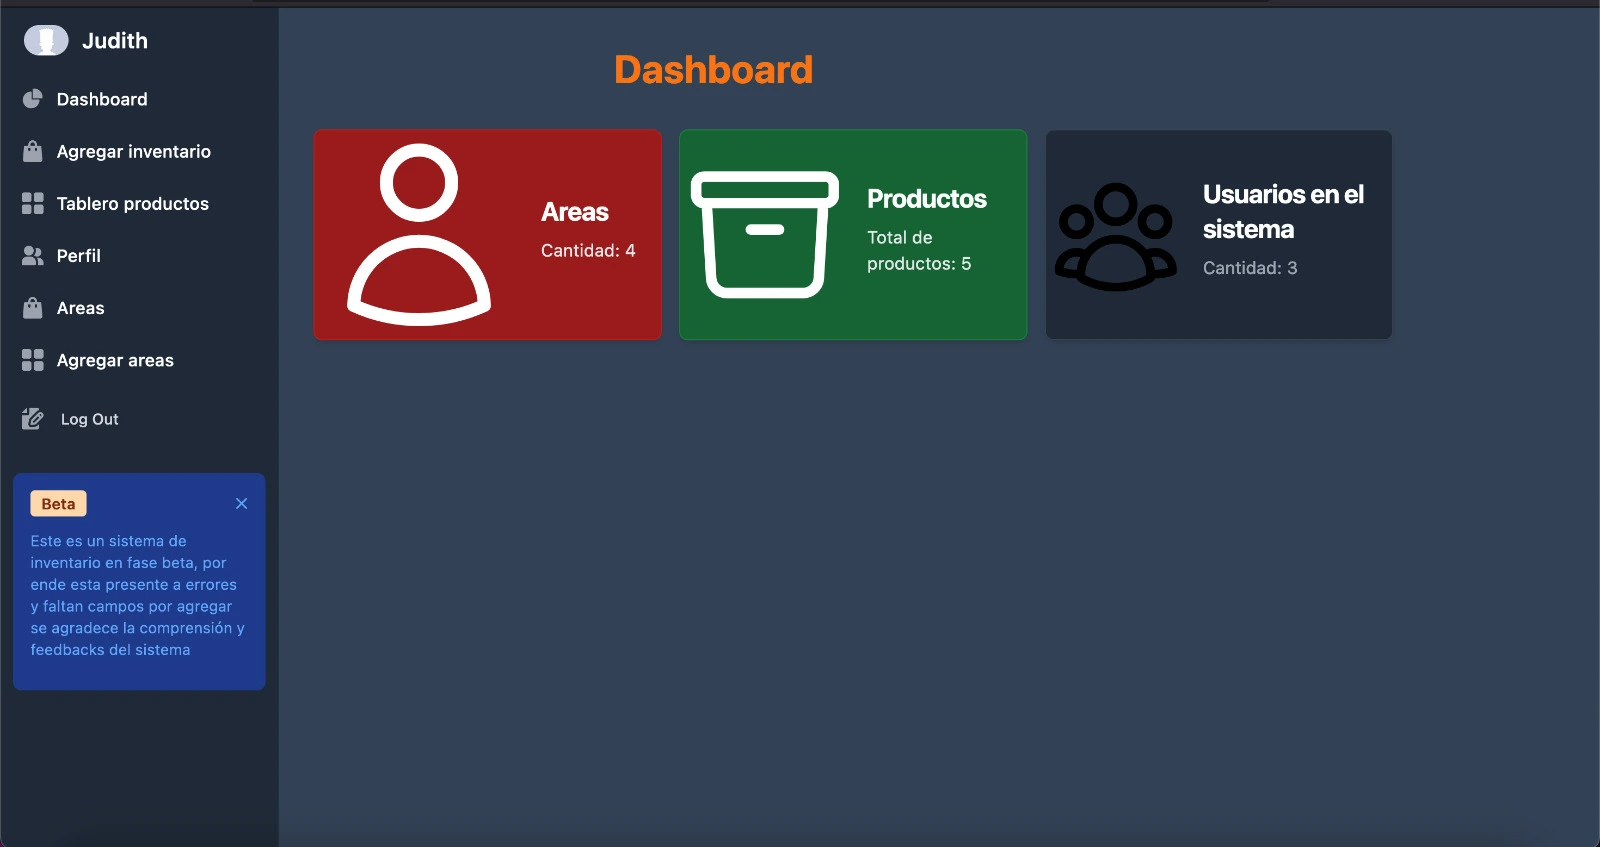 Judith
Dashboard
Agregar inventario
Tablero productos
Perfil
Areas
Agregar areas
Log Out
Beta
Este es un sistema de
inventario en fase beta, por
ende esta presente a errores
y faltan campos por agregar
se agradece la comprensión y
feedbacks del sistema
Dashboard
Areas
Cantidad: 4
Productos
Total de
productos: 5
Usuarios en el
sistema
Cantidad: 3